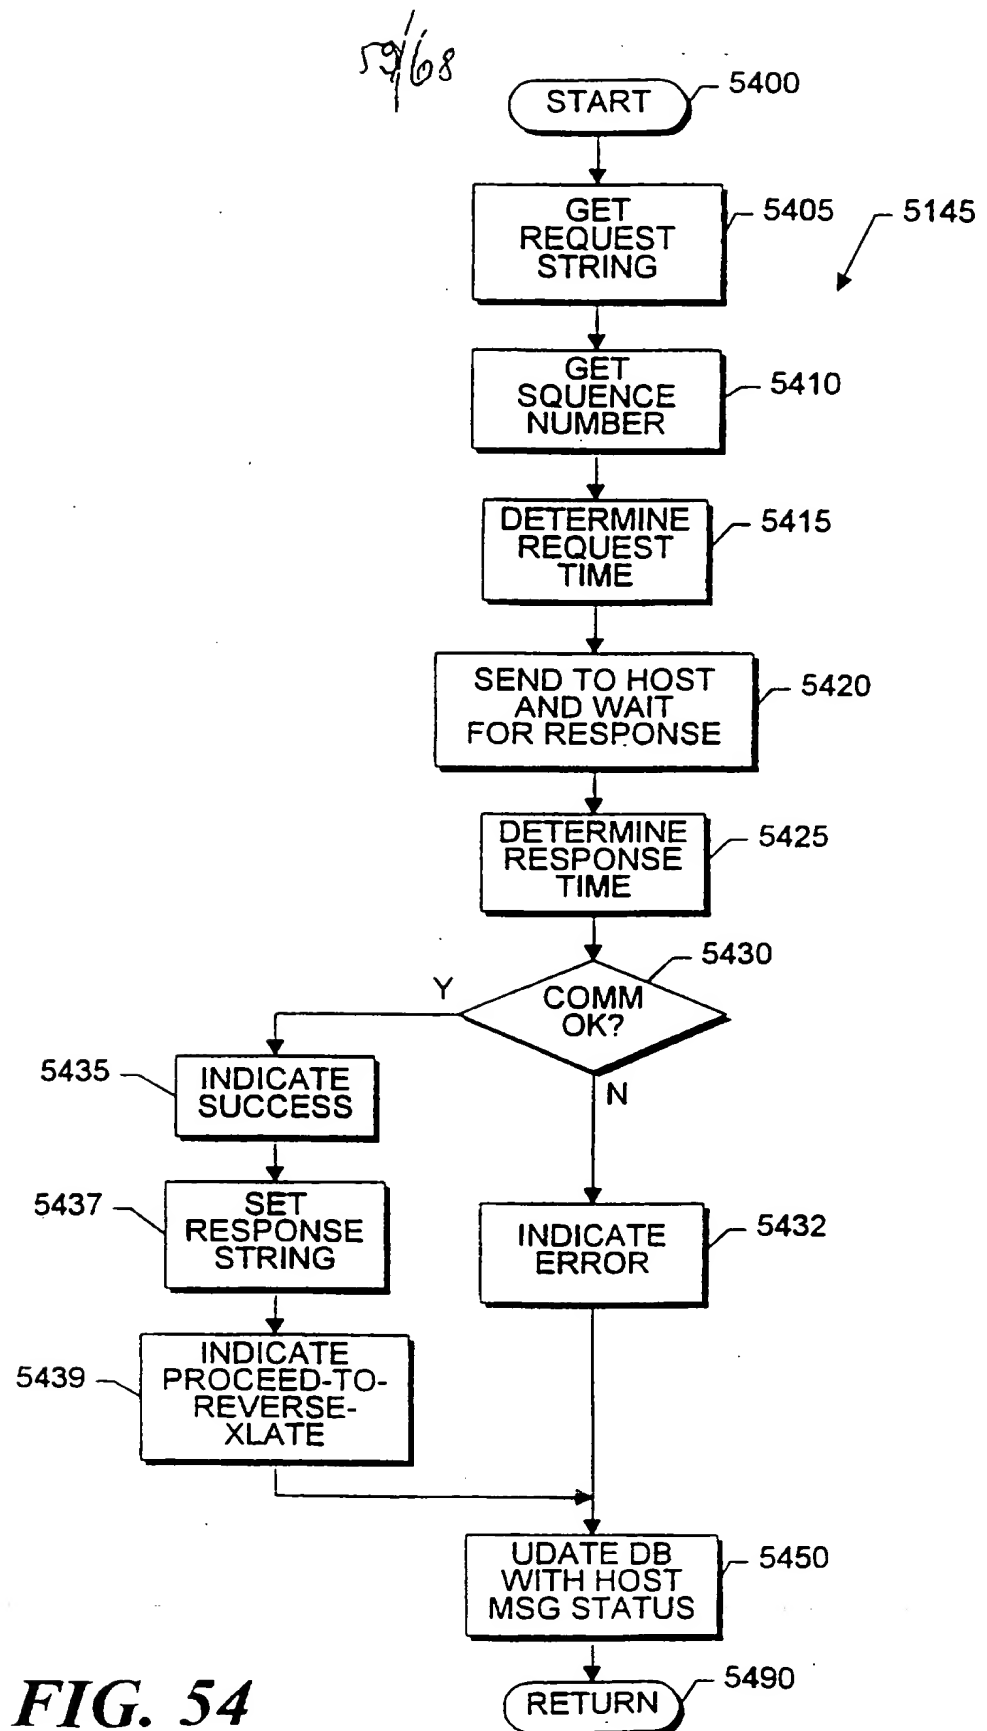 59/68
START
5400
GET
REQUEST
STRING
5405
5145
GET
SQUENCE
NUMBER
5410
DETERMINE
REQUEST
TIME
5415
SEND TO HOST
AND WAIT
FOR RESPONSE
5420
DETERMINE
RESPONSE
TIME
5425
COMM
OK?
5430
Y
N
5435
INDICATE
SUCCESS
5437
SET
RESPONSE
STRING
INDICATE
ERROR
5432
5439
INDICATE
PROCEED-TO-
REVERSE-
XLATE
UDATE DB
WITH HOST
MSG STATUS
5450
RETURN
5490
FIG. 54